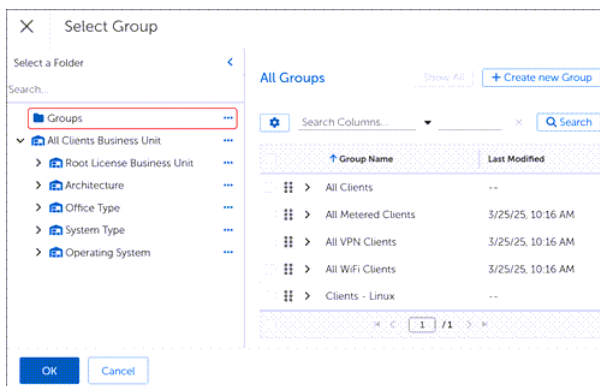 Select Group
Select a Folder
Search...
Groups
All Clients Business Unit
Root License Business Unit
Architecture
Office Type
System Type
Operating System
All Groups
Show All
+ Create new Group
Search Columns...
Search
Group Name Last Modified
All Clients --
All Metered Clients 3/25/25, 10:16 AM
All VPN Clients 3/25/25, 10:16 AM
All WiFi Clients 3/25/25, 10:16 AM
Clients - Linux --
1 /1
OK
Cancel